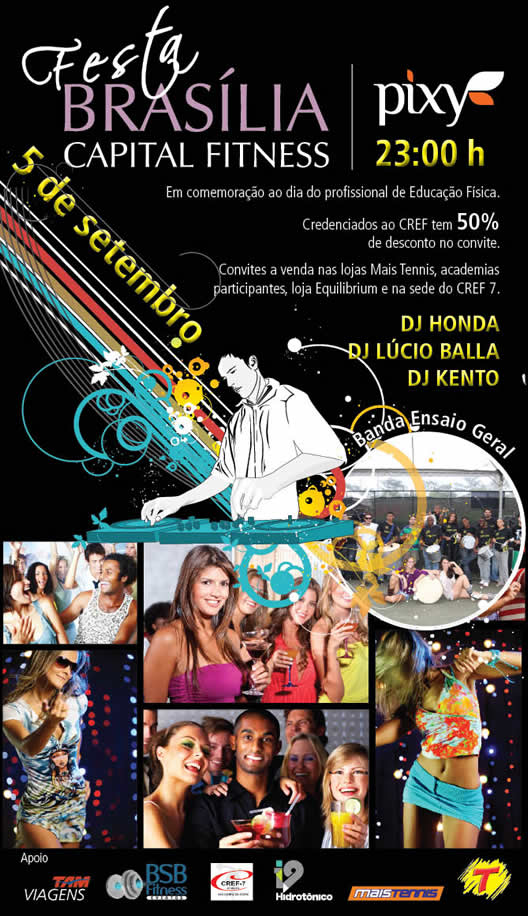 Festa
BRASÍLIA
CAPITAL FITNESS
pixy
23:00 h
5 de setembro
Em comemoração ao dia do profissional de Educação Física.
Credenciados ao CREF tem 50%
de desconto no convite.
Convites a venda nas lojas Mais Tennis, academias
participantes, loja Equilibrium e na sede do CREF 7.
DJ HONDA
DJ LÚCIO BALLA
DJ KENTO
Banda Ensaio Geral
Apoio
TAM
VIAGENS
BSB
Fitness
EVENTOS
CREF-7
i9
Hidrotônico
MAISTENNIS
T